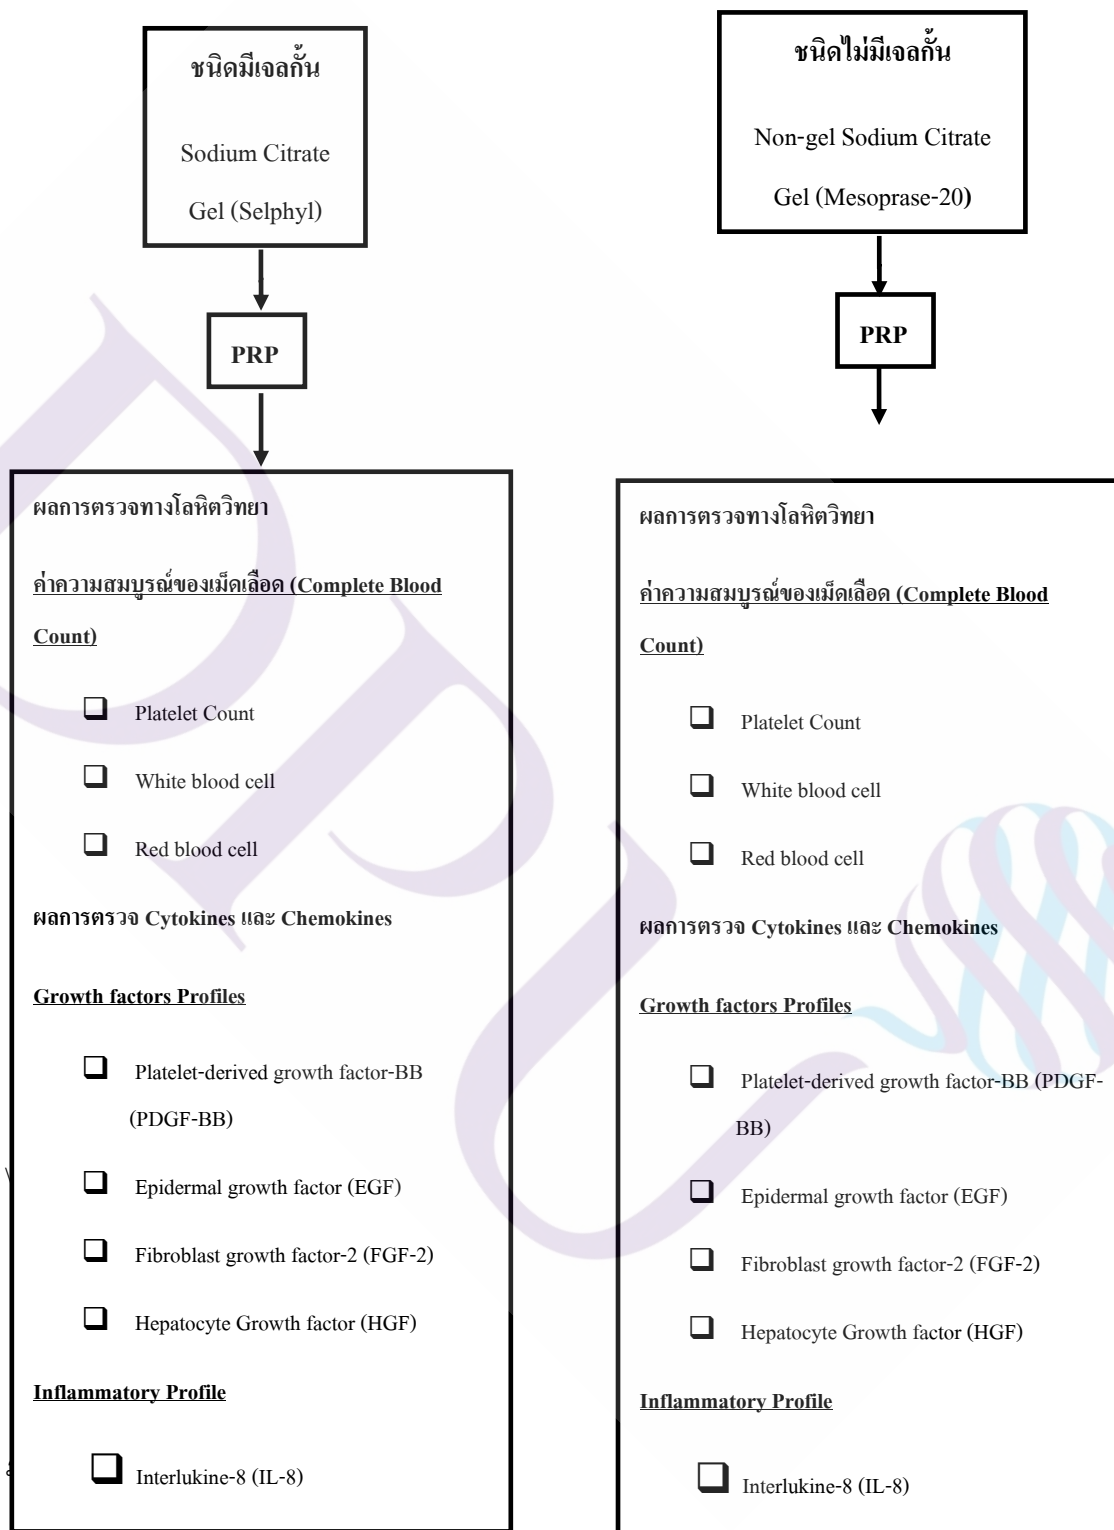 ชนิดมีเจลกั้น
Sodium Citrate
Gel (Selphyl)
PRP
ผลการตรวจทางโลหิตวิทยา
ค่าความสมบูรณ์ของเม็ดเลือด (Complete Blood
Count)
Platelet Count
White blood cell
Red blood cell
ผลการตรวจ Cytokines และ Chemokines
Growth factors Profiles
Platelet-derived growth factor-BB
(PDGF-BB)
Epidermal growth factor (EGF)
Fibroblast growth factor-2 (FGF-2)
Hepatocyte Growth factor (HGF)
Inflammatory Profile
Interlukine-8 (IL-8)
ชนิดไม่มีเจลกั้น
Non-gel Sodium Citrate
Gel (Mesoprase-20)
PRP
ผลการตรวจทางโลหิตวิทยา
ค่าความสมบูรณ์ของเม็ดเลือด (Complete Blood
Count)
Platelet Count
White blood cell
Red blood cell
ผลการตรวจ Cytokines และ Chemokines
Growth factors Profiles
Platelet-derived growth factor-BB (PDGF-
BB)
Epidermal growth factor (EGF)
Fibroblast growth factor-2 (FGF-2)
Hepatocyte Growth factor (HGF)
Inflammatory Profile
Interlukine-8 (IL-8)
DPU